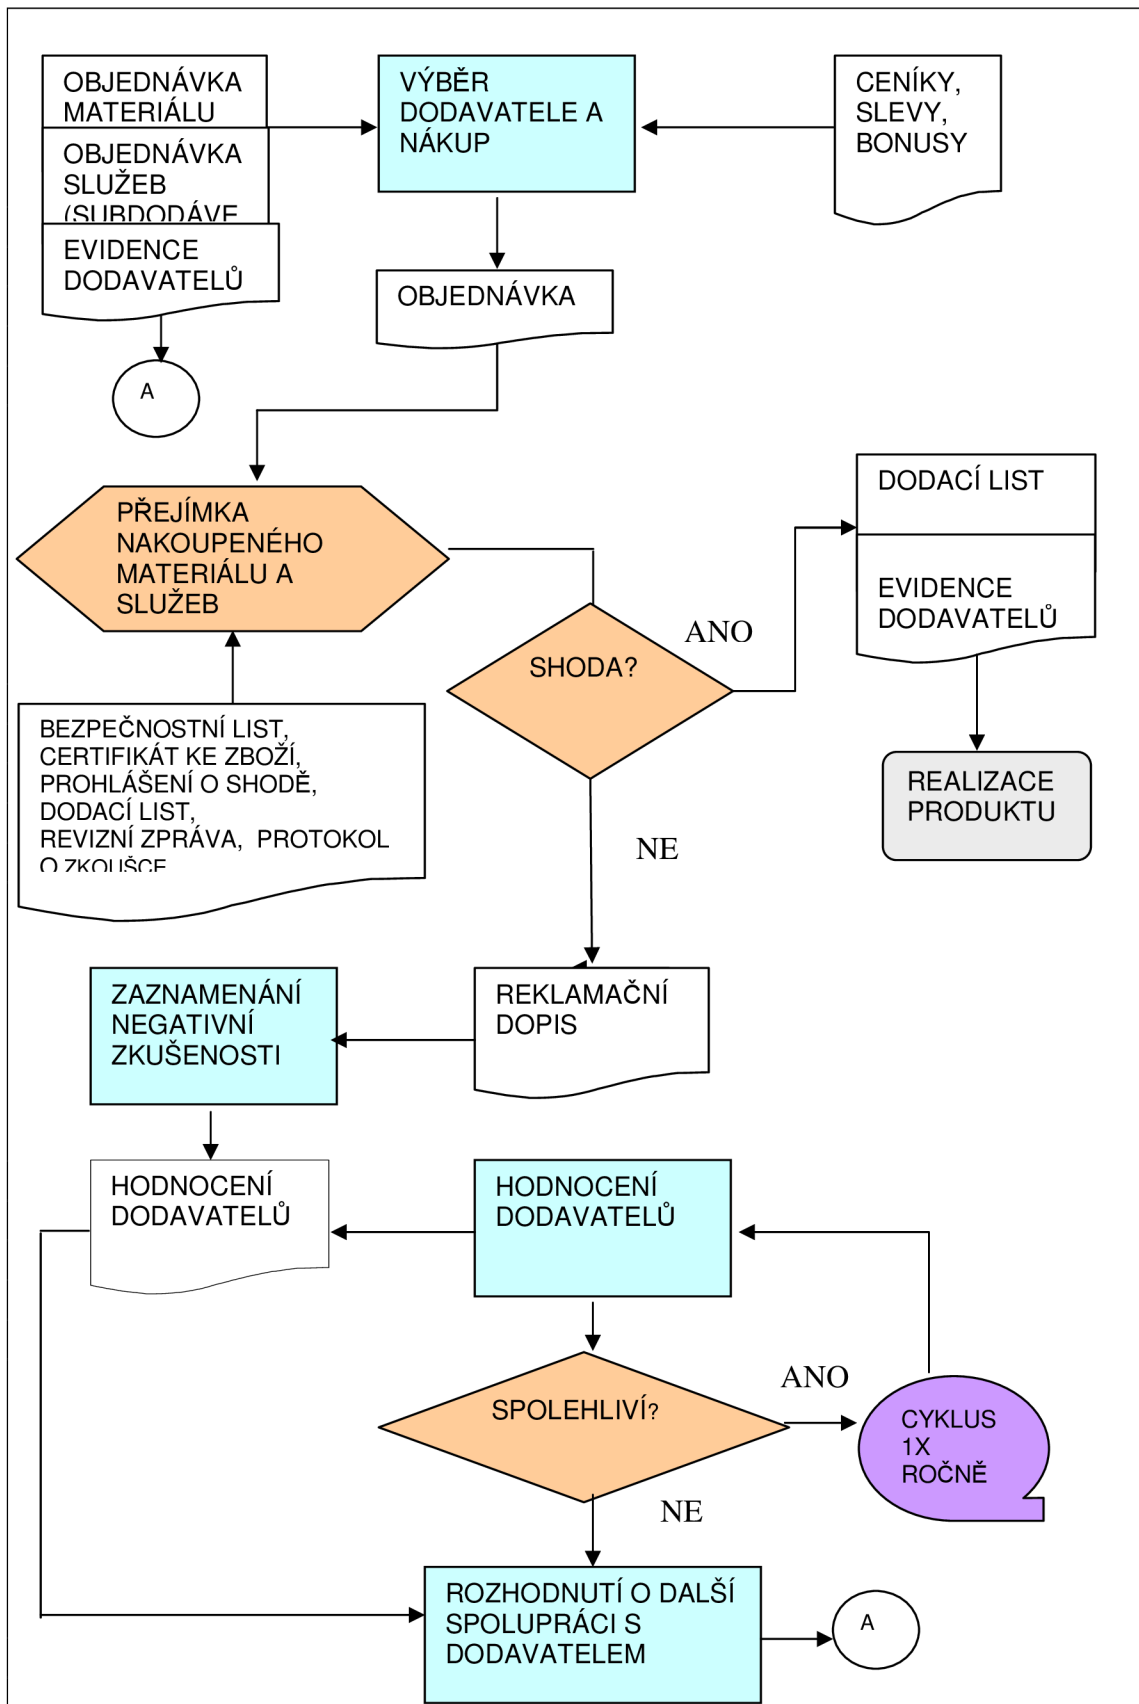 OBJEDNÁVKA
MATERIÁLU
OBJEDNÁVKA
SLUŽEB
(SUBDODÁVE
EVIDENCE
DODAVATELŮ
A
VÝBĚR
DODAVATELE A
NÁKUP
CENÍKY,
SLEVY,
BONUSY
OBJEDNÁVKA
PŘEJÍMKA
NAKOUPENÉHO
MATERIÁLU A
SLUŽEB
SHODA?
ANO
DODACÍ LIST
EVIDENCE
DODAVATELŮ
REALIZACE
PRODUKTU
BEZPEČNOSTNÍ LIST,
CERTIFIKÁT KE ZBOŽÍ,
PROHLÁŠENÍ O SHODĚ,
DODACÍ LIST,
REVIZNÍ ZPRÁVA, PROTOKOL
O ZKOUŠCE
NE
REKLAMAČNÍ
DOPIS
ZAZNAMENÁNÍ
NEGATIVNÍ
ZKUŠENOSTI
HODNOCENÍ
DODAVATELŮ
HODNOCENÍ
DODAVATELŮ
SPOLEHLIVÍ?
ANO
CYKLUS
1X
ROČNĚ
NE
ROZHODNUTÍ O DALŠÍ
SPOLUPRÁCI S
DODAVATELEM
A